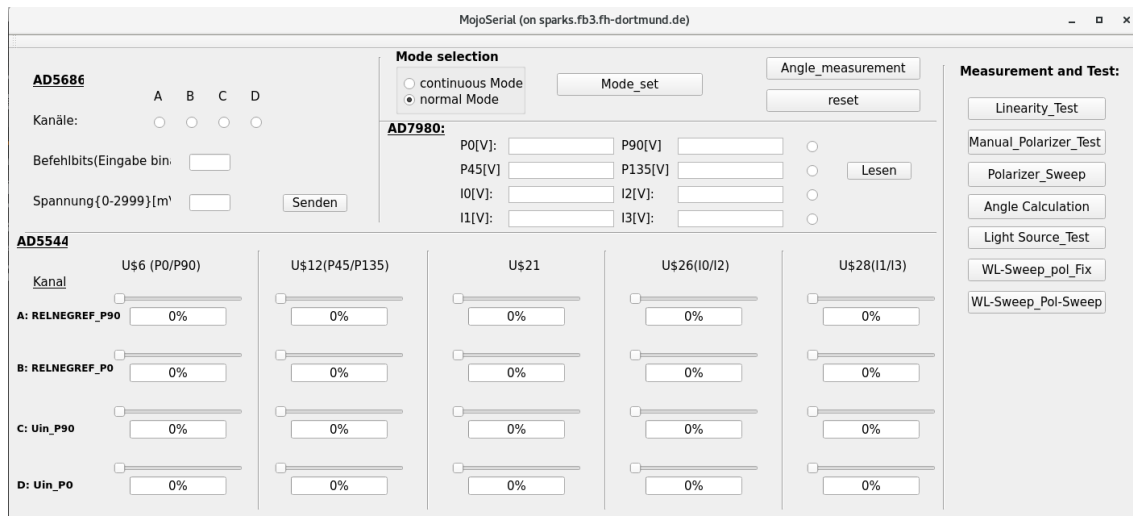 MojoSerial (on sparks.fb3.fh-dortmund.de)
AD5686
A B C D
Kanäle:
Befehlbits(Eingabe bin
Spannung{0-2999}[m
Senden
Mode selection
continuous Mode
normal Mode
Mode_set
Angle_measurement
reset
AD7980:
P0[V]: P90[V]
P45[V] P135[V]
I0[V]: I2[V]:
I1[V]: I3[V]:
Lesen
Measurement and Test:
Linearity_Test
Manual_Polarizer_Test
Polarizer_Sweep
Angle Calculation
Light Source_Test
WL-Sweep_pol_Fix
WL-Sweep_Pol-Sweep
AD5544
Kanal
U$6 (P0/P90) U$12(P45/P135) U$21 U$26(I0/I2) U$28(I1/I3)
A: RELNEGREF_P90 0% 0% 0% 0% 0%
B: RELNEGREF_P0 0% 0% 0% 0% 0%
C: Uin_P90 0% 0% 0% 0% 0%
D: Uin_P0 0% 0% 0% 0% 0%